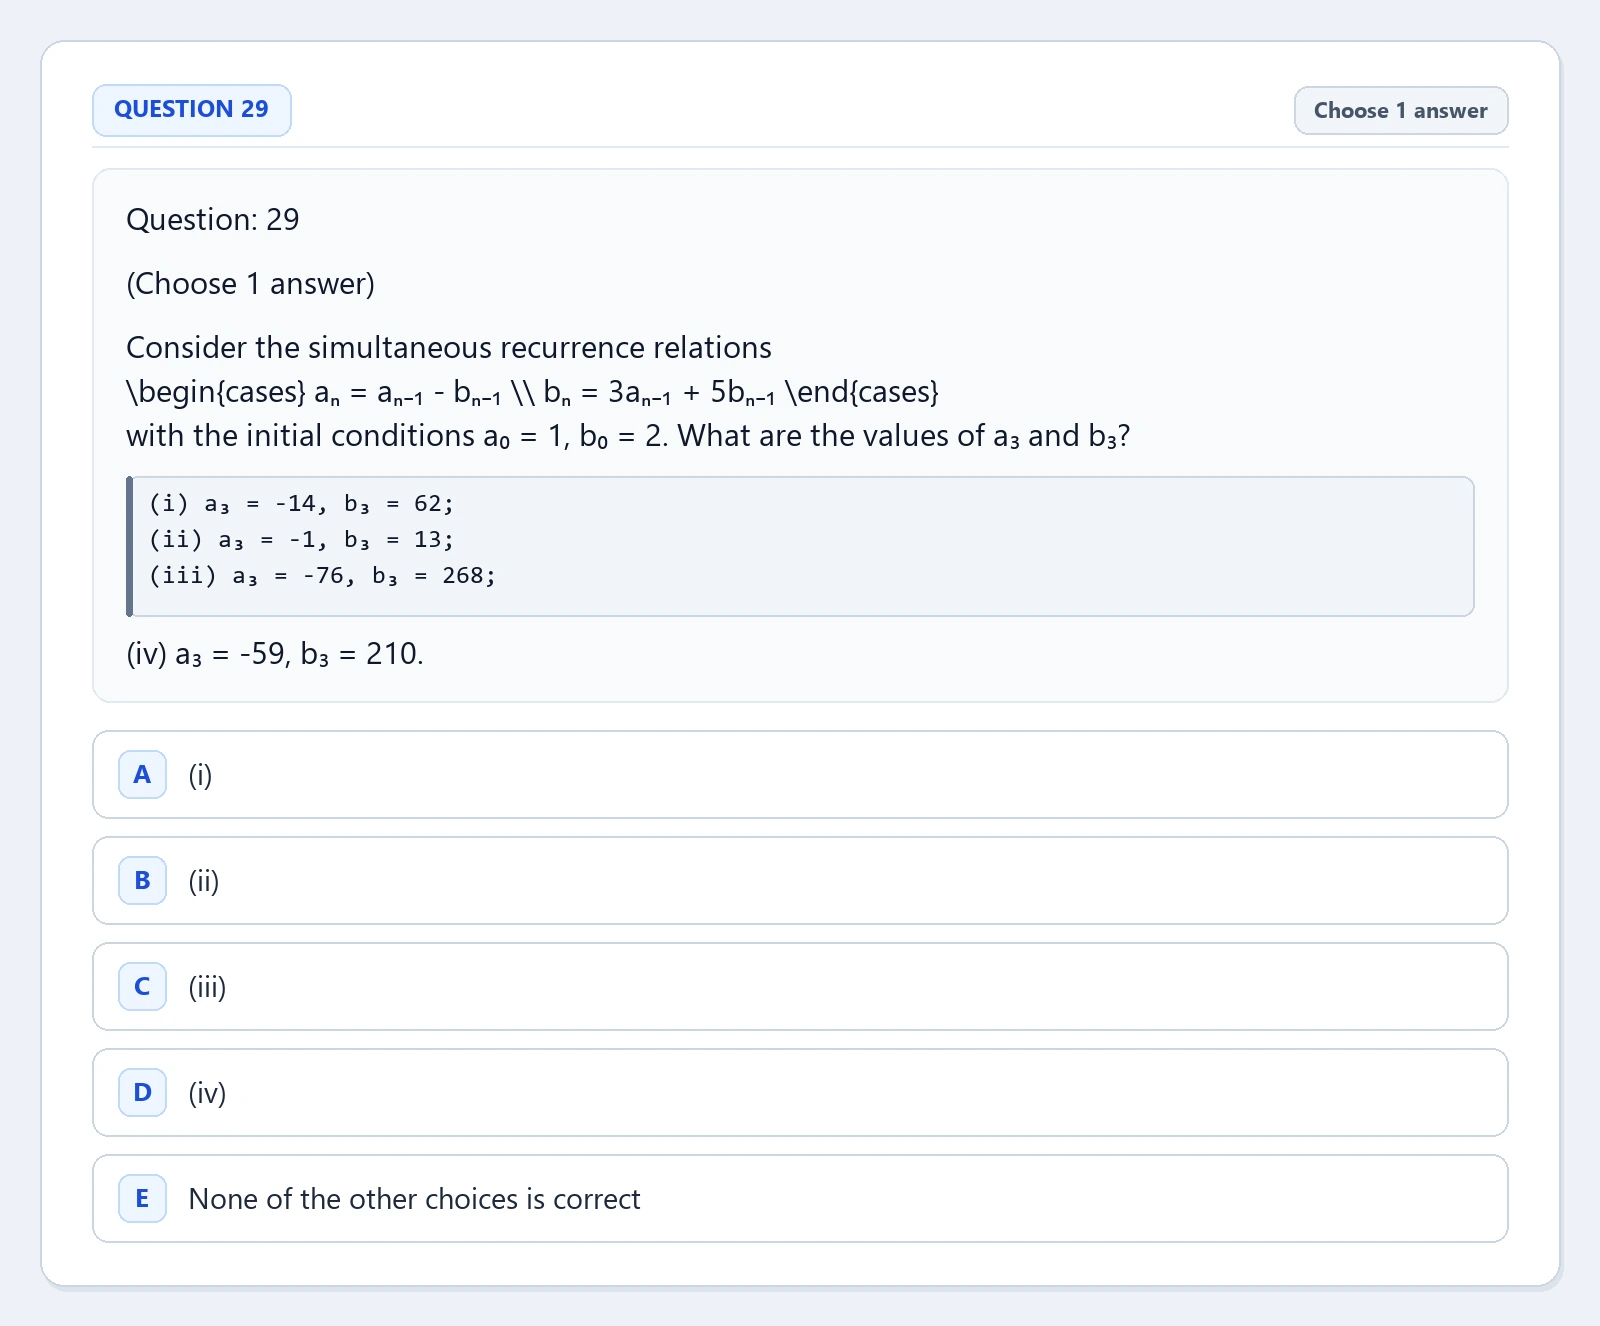 QUESTION 29
Choose 1 answer
Question: 29
(Choose 1 answer)
Consider the simultaneous recurrence relations
\begin{cases} aₙ = aₙ₋₁ - bₙ₋₁ \\ bₙ = 3aₙ₋₁ + 5bₙ₋₁ \end{cases}
with the initial conditions a₀ = 1, b₀ = 2. What are the values of a₃ and b₃?
(i) a₃ = -14, b₃ = 62;
(ii) a₃ = -1, b₃ = 13;
(iii) a₃ = -76, b₃ = 268;
(iv) a₃ = -59, b₃ = 210.
A (i)
B (ii)
C (iii)
D (iv)
E None of the other choices is correct